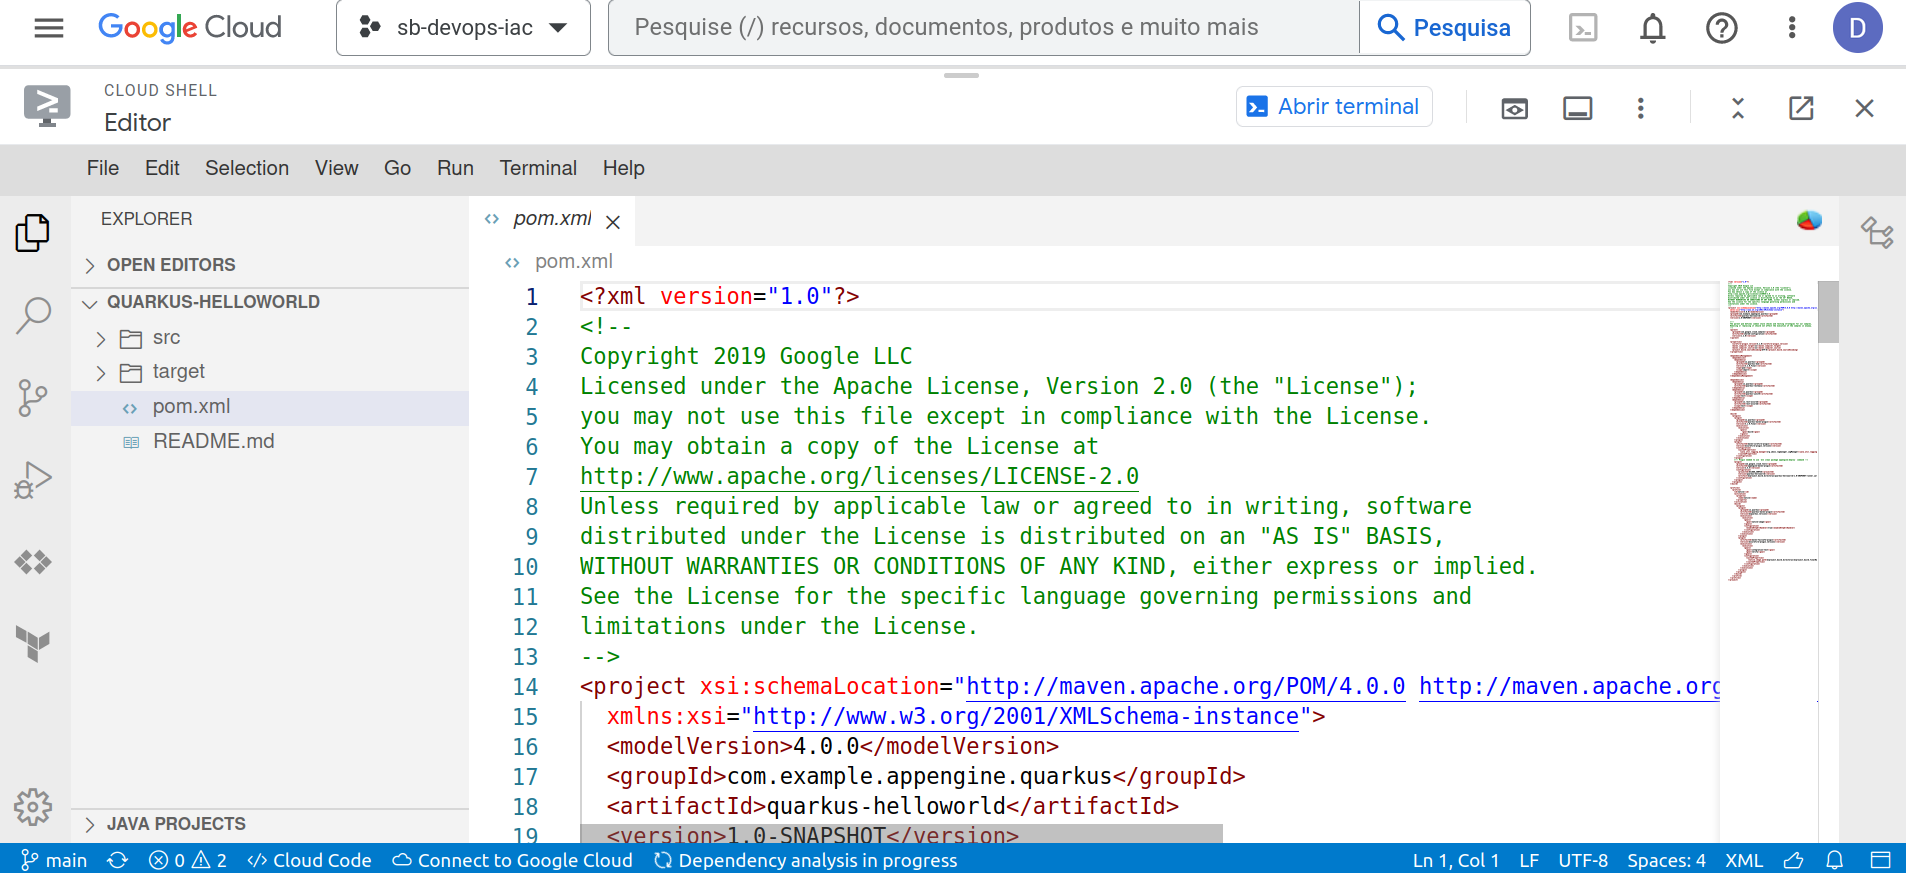 Google Cloud
sb-devops-iac
Pesquise (/) recursos, documentos, produtos e muito mais
Pesquisa
D
CLOUD SHELL
Editor
Abrir terminal
File Edit Selection View Go Run Terminal Help
EXPLORER
OPEN EDITORS
QUARKUS-HELLOWORLD
src
target
pom.xml
README.md
JAVA PROJECTS
pom.xml
pom.xml
1 <?xml version="1.0"?>
2 <!--
3 Copyright 2019 Google LLC
4 Licensed under the Apache License, Version 2.0 (the "License");
5 you may not use this file except in compliance with the License.
6 You may obtain a copy of the License at
7 http://www.apache.org/licenses/LICENSE-2.0
8 Unless required by applicable law or agreed to in writing, software
9 distributed under the License is distributed on an "AS IS" BASIS,
10 WITHOUT WARRANTIES OR CONDITIONS OF ANY KIND, either express or implied.
11 See the License for the specific language governing permissions and
12 limitations under the License.
13 -->
14 <project xsi:schemaLocation="http://maven.apache.org/POM/4.0.0 http://maven.apache.org
15 xmlns:xsi="http://www.w3.org/2001/XMLSchema-instance">
16 <modelVersion>4.0.0</modelVersion>
17 <groupId>com.example.appengine.quarkus</groupId>
18 <artifactId>quarkus-helloworld</artifactId>
19 <version>1.0-SNAPSHOT</version>
main 0 2 Cloud Code Connect to Google Cloud Dependency analysis in progress Ln 1, Col 1 LF UTF-8 Spaces: 4 XML